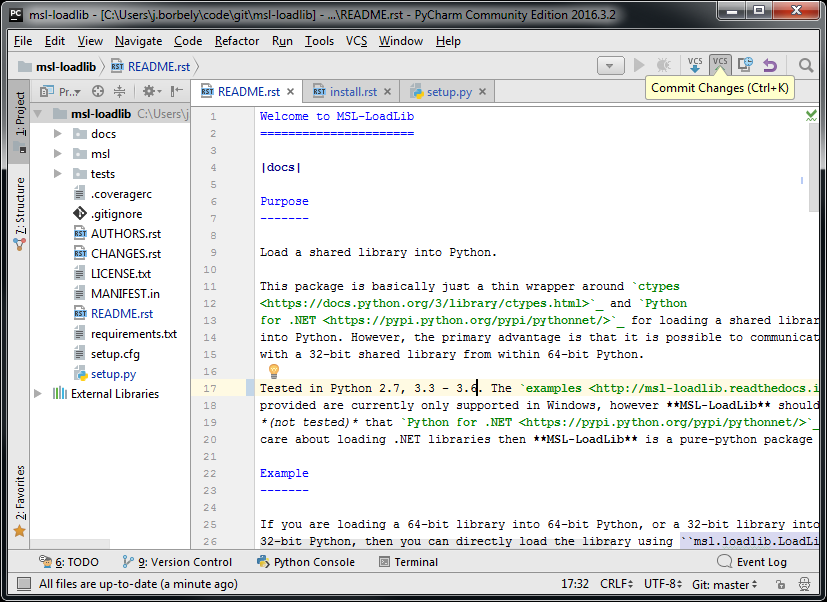 PC msl-loadlib - [C:\Users\j.borbely\code\git\msl-loadlib] - ...\README.rst - PyCharm Community Edition 2016.3.2
File Edit View Navigate Code Refactor Run Tools VCS Window Help
msl-loadlib README.rst VCS VCS
Commit Changes (Ctrl+K)
1: Project
7: Structure
2: Favorites
Pr...
README.rst install.rst setup.py
msl-loadlib C:\Users\j
docs
msl
tests
.coveragerc
.gitignore
AUTHORS.rst
CHANGES.rst
LICENSE.txt
MANIFEST.in
README.rst
requirements.txt
setup.cfg
setup.py
External Libraries
1 Welcome to MSL-LoadLib
2 ======================
3
4 |docs|
5
6 Purpose
7 -------
8
9 Load a shared library into Python.
10
11 This package is basically just a thin wrapper around `ctypes
12 <https://docs.python.org/3/library/ctypes.html>`_ and `Python
13 for .NET <https://pypi.python.org/pypi/pythonnet/>`_ for loading a shared librar
14 into Python. However, the primary advantage is that it is possible to communicat
15 with a 32-bit shared library from within 64-bit Python.
16
17 Tested in Python 2.7, 3.3 - 3.6. The `examples <http://msl-loadlib.readthedocs.i
18 provided are currently only supported in Windows, however **MSL-LoadLib** should
19 *(not tested)* that `Python for .NET <https://pypi.python.org/pypi/pythonnet/>`_
20 care about loading .NET libraries then **MSL-LoadLib** is a pure-python package
21
22 Example
23 -------
24
25 If you are loading a 64-bit library into 64-bit Python, or a 32-bit library into
26 32-bit Python, then you can directly load the library using ``msl.loadlib.LoadLi
6: TODO 9: Version Control Python Console Terminal Event Log
All files are up-to-date (a minute ago) 17:32 CRLF UTF-8 Git: master